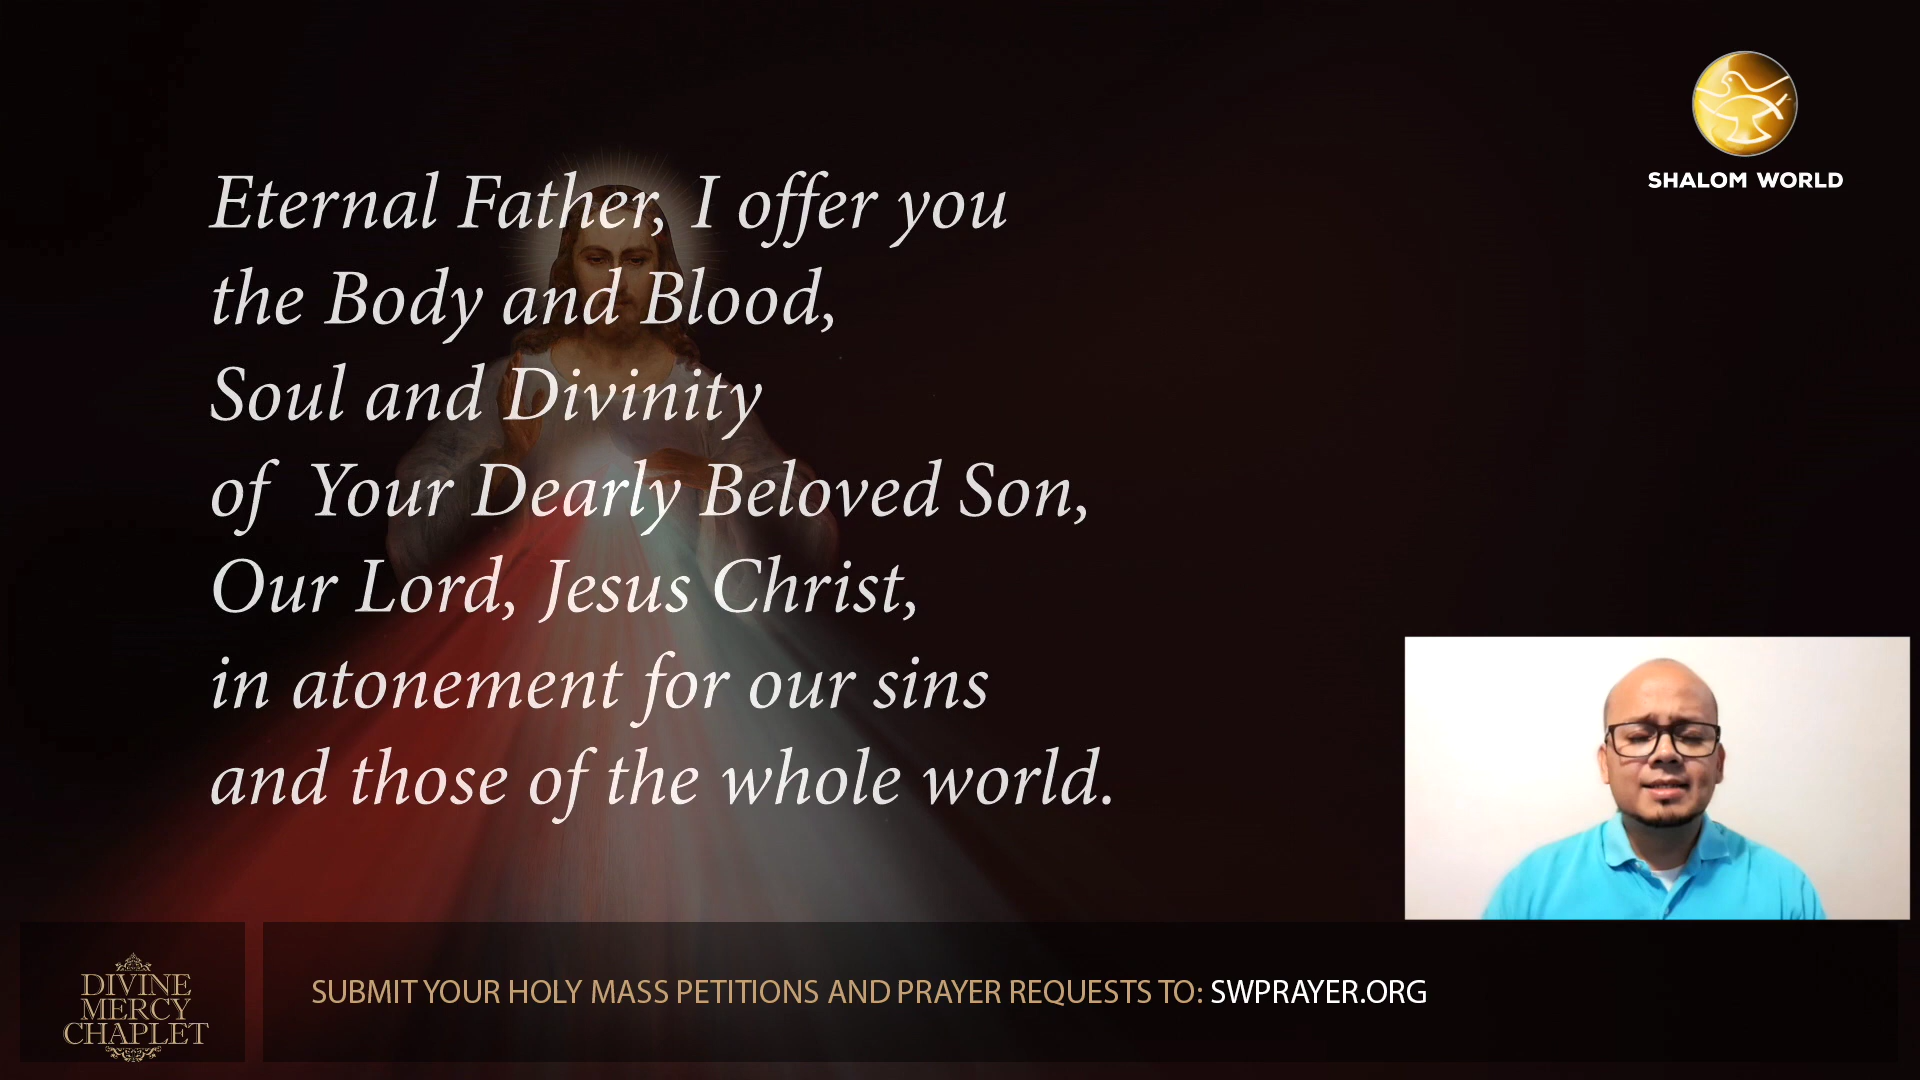 SHALOM WORLD
Eternal Father, I offer you
the Body and Blood,
Soul and Divinity
of Your Dearly Beloved Son,
Our Lord, Jesus Christ,
in atonement for our sins
and those of the whole world.
DIVINE
MERCY
CHAPLET
SUBMIT YOUR HOLY MASS PETITIONS AND PRAYER REQUESTS TO: SWPRAYER.ORG